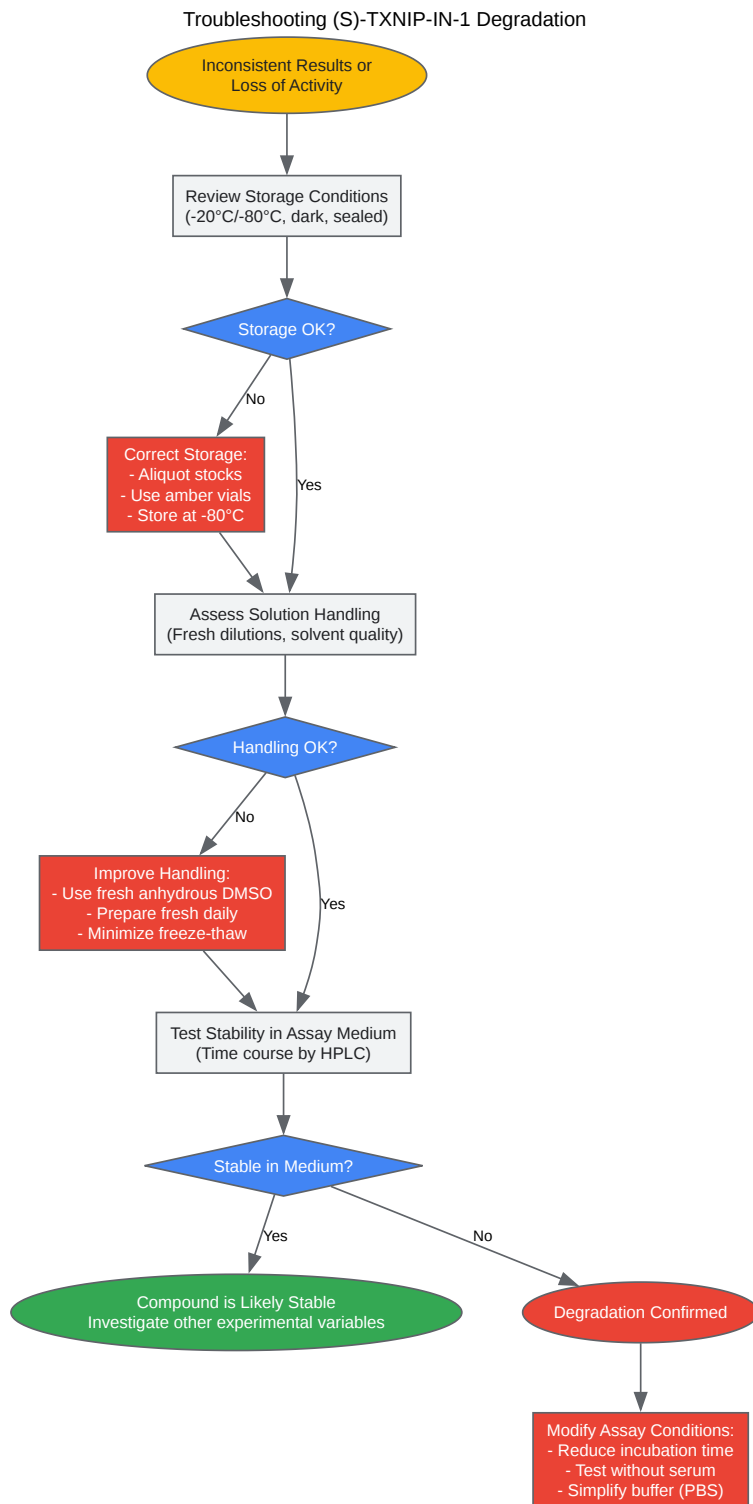 Troubleshooting (S)-TXNIP-IN-1 Degradation
Inconsistent Results or
Loss of Activity
Review Storage Conditions
(-20°C/-80°C, dark, sealed)
Storage OK?
No
Yes
Correct Storage:
- Aliquot stocks
- Use amber vials
- Store at -80°C
Assess Solution Handling
(Fresh dilutions, solvent quality)
Handling OK?
No
Yes
Improve Handling:
- Use fresh anhydrous DMSO
- Prepare fresh daily
- Minimize freeze-thaw
Test Stability in Assay Medium
(Time course by HPLC)
Stable in Medium?
Yes
No
Compound is Likely Stable
Investigate other experimental variables
Degradation Confirmed
Modify Assay Conditions:
- Reduce incubation time
- Test without serum
- Simplify buffer (PBS)